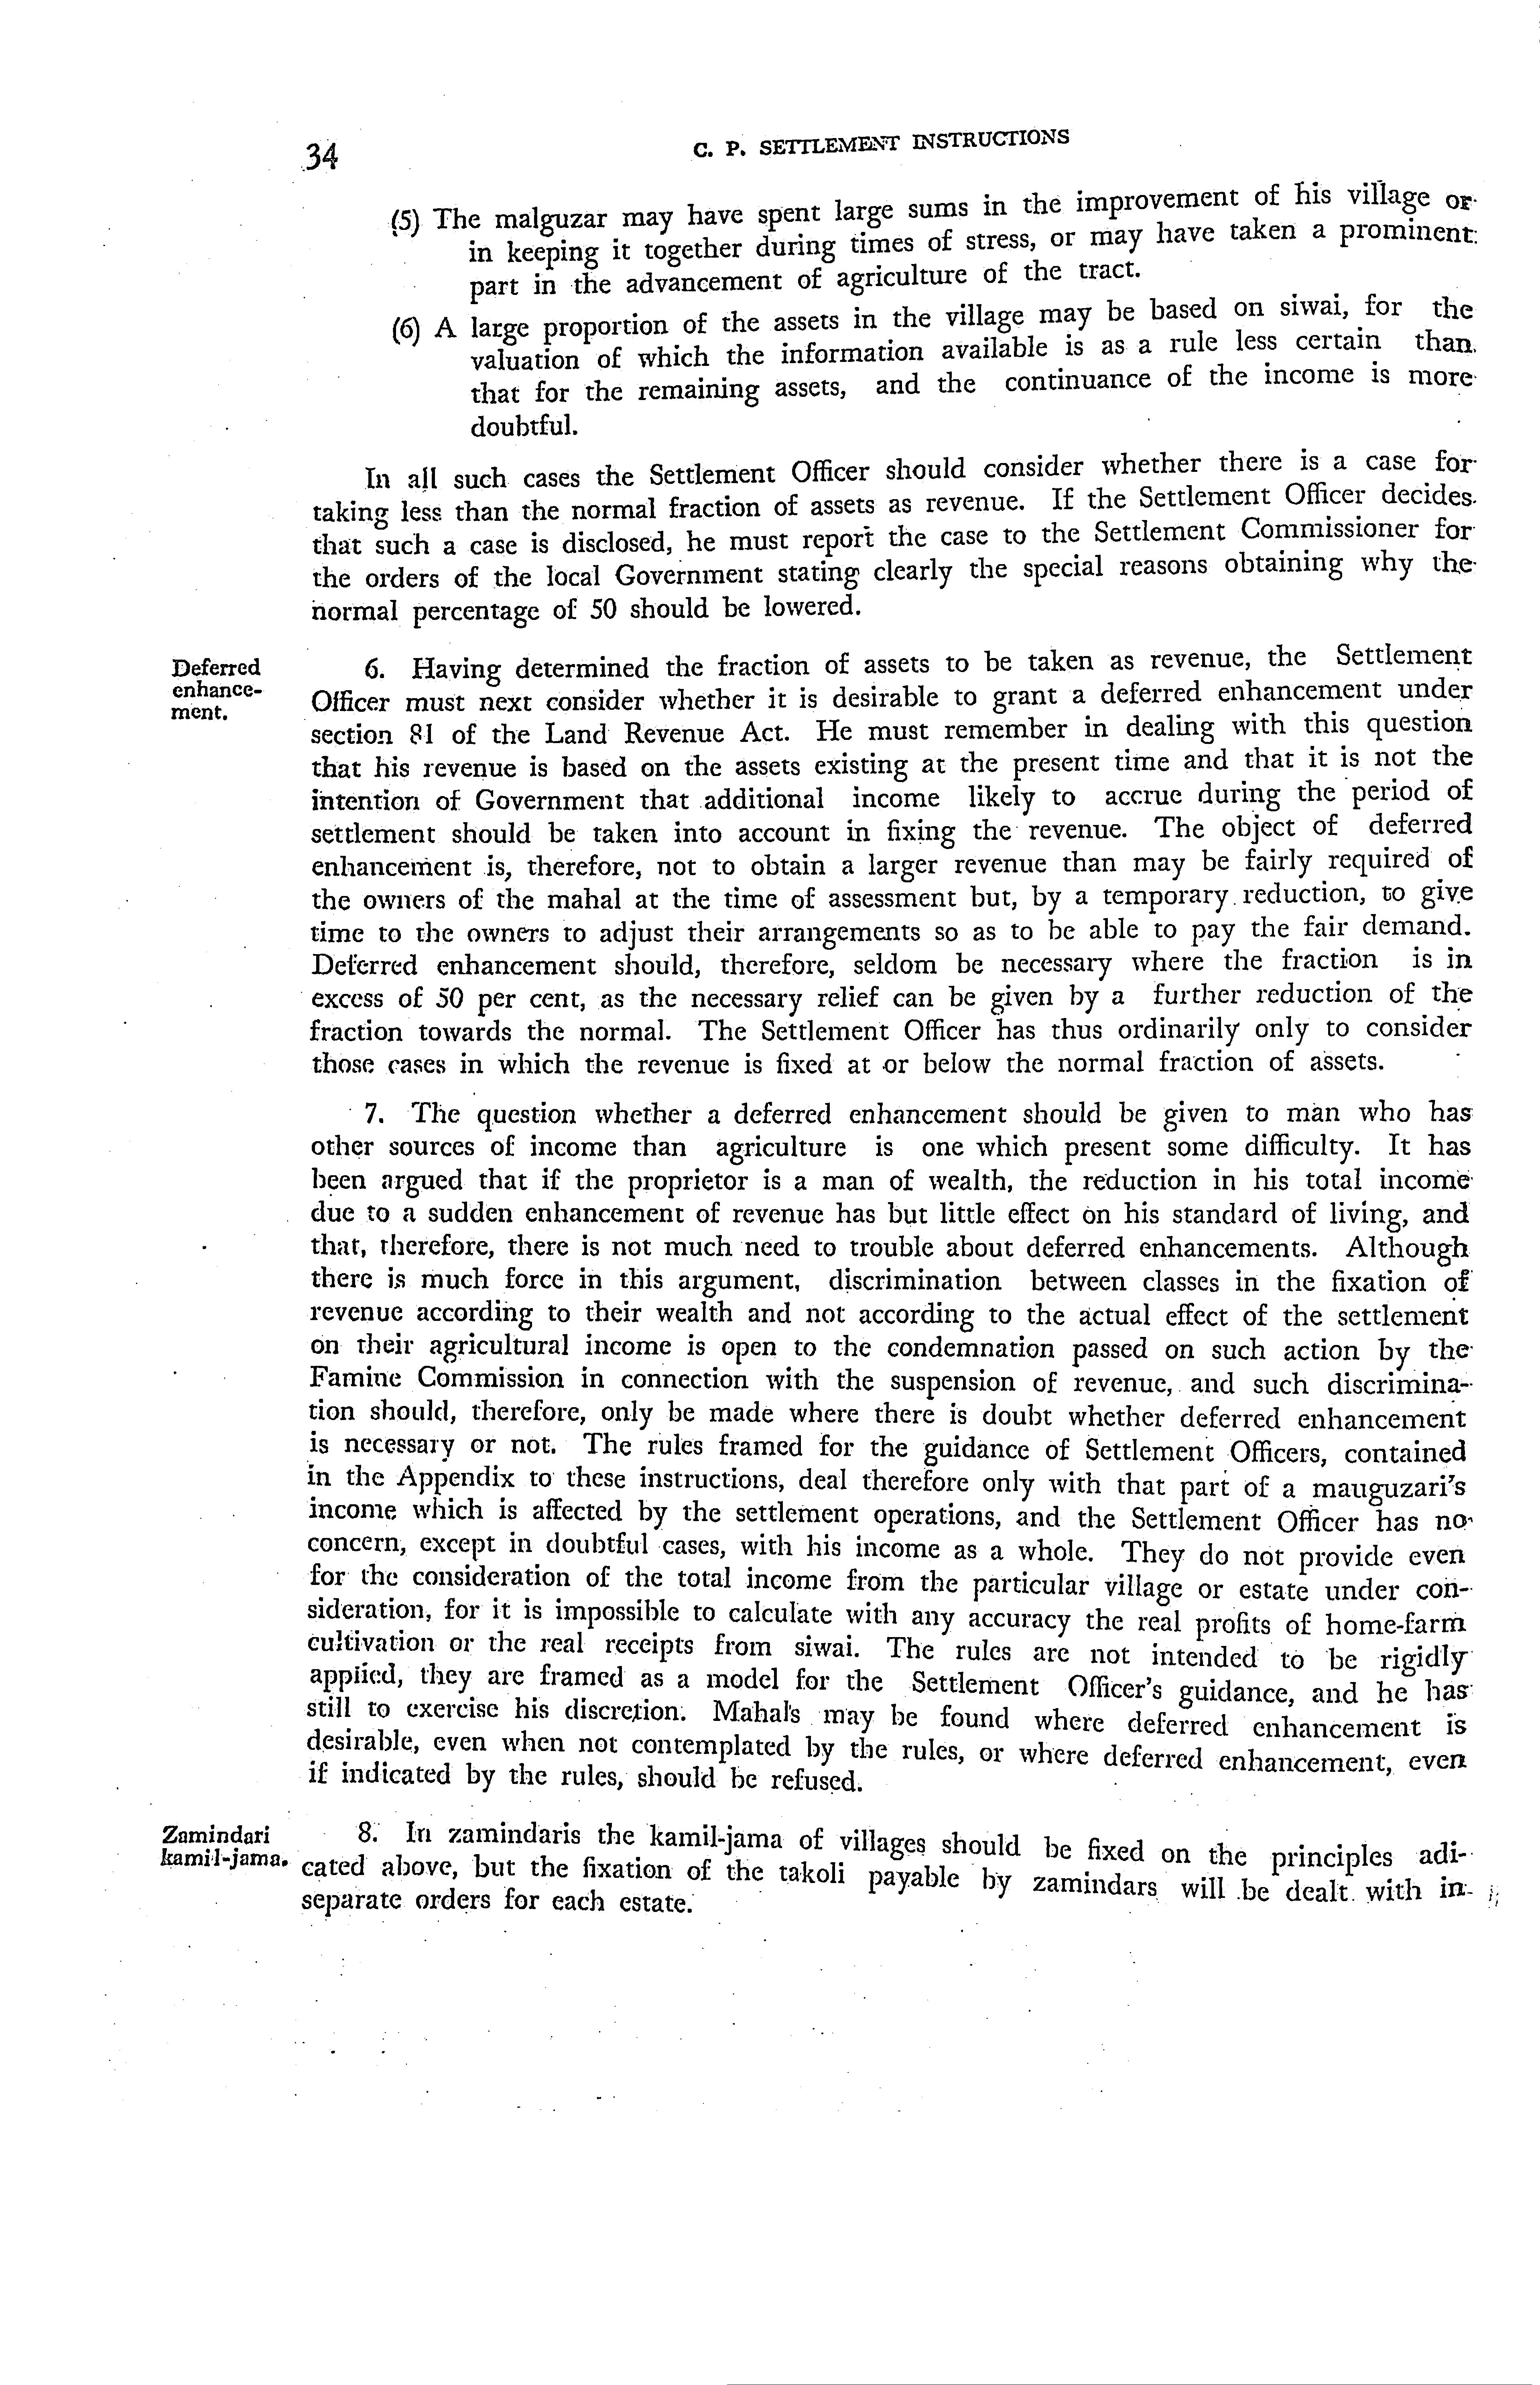 34
C. P. SETTLEMENT INSTRUCTIONS
(5) The malguzar may have spent large sums in the improvement of his village or
in keeping it together during times of stress, or may have taken a prominent
part in the advancement of agriculture of the tract.
(6) A large proportion of the assets in the village may be based on siwai, for the
valuation of which the information available is as a rule less certain than
that for the remaining assets, and the continuance of the income is more
doubtful.
In all such cases the Settlement Officer should consider whether there is a case for
taking less than the normal fraction of assets as revenue. If the Settlement Officer decides
that such a case is disclosed, he must report the case to the Settlement Commissioner for
the orders of the local Government stating clearly the special reasons obtaining why the
normal percentage of 50 should be lowered.
Deferred
enhance-
ment.
6. Having determined the fraction of assets to be taken as revenue, the Settlement
Officer must next consider whether it is desirable to grant a deferred enhancement under
section 81 of the Land Revenue Act. He must remember in dealing with this question
that his revenue is based on the assets existing at the present time and that it is not the
intention of Government that additional income likely to accrue during the period of
settlement should be taken into account in fixing the revenue. The object of deferred
enhancement is, therefore, not to obtain a larger revenue than may be fairly required of
the owners of the mahal at the time of assessment but, by a temporary reduction, to give
time to the owners to adjust their arrangements so as to be able to pay the fair demand.
Deferred enhancement should, therefore, seldom be necessary where the fraction is in
excess of 50 per cent, as the necessary relief can be given by a further reduction of the
fraction towards the normal. The Settlement Officer has thus ordinarily only to consider
those cases in which the revenue is fixed at or below the normal fraction of assets.
7. The question whether a deferred enhancement should be given to man who has
other sources of income than agriculture is one which present some difficulty. It has
been argued that if the proprietor is a man of wealth, the reduction in his total income
due to a sudden enhancement of revenue has but little effect on his standard of living, and
that, therefore, there is not much need to trouble about deferred enhancements. Although
there is much force in this argument, discrimination between classes in the fixation of
revenue according to their wealth and not according to the actual effect of the settlement
on their agricultural income is open to the condemnation passed on such action by the
Famine Commission in connection with the suspension of revenue, and such discrimina-
tion should, therefore, only be made where there is doubt whether deferred enhancement
is necessary or not. The rules framed for the guidance of Settlement Officers, contained
in the Appendix to these instructions, deal therefore only with that part of a mauguzari's
income which is affected by the settlement operations, and the Settlement Officer has no
concern, except in doubtful cases, with his income as a whole. They do not provide even
for the consideration of the total income from the particular village or estate under con-
sideration, for it is impossible to calculate with any accuracy the real profits of home-farm
cultivation or the real receipts from siwai. The rules are not intended to be rigidly
applied, they are framed as a model for the Settlement Officer's guidance, and he has
still to exercise his discretion. Mahals may be found where deferred enhancement is
desirable, even when not contemplated by the rules, or where deferred enhancement, even
if indicated by the rules, should be refused.
Zamindari
kamil-jama.
8. In zamindaris the kamil-jama of villages should be fixed on the principles adi-
cated above, but the fixation of the takoli payable by zamindars will be dealt with in
separate orders for each estate.